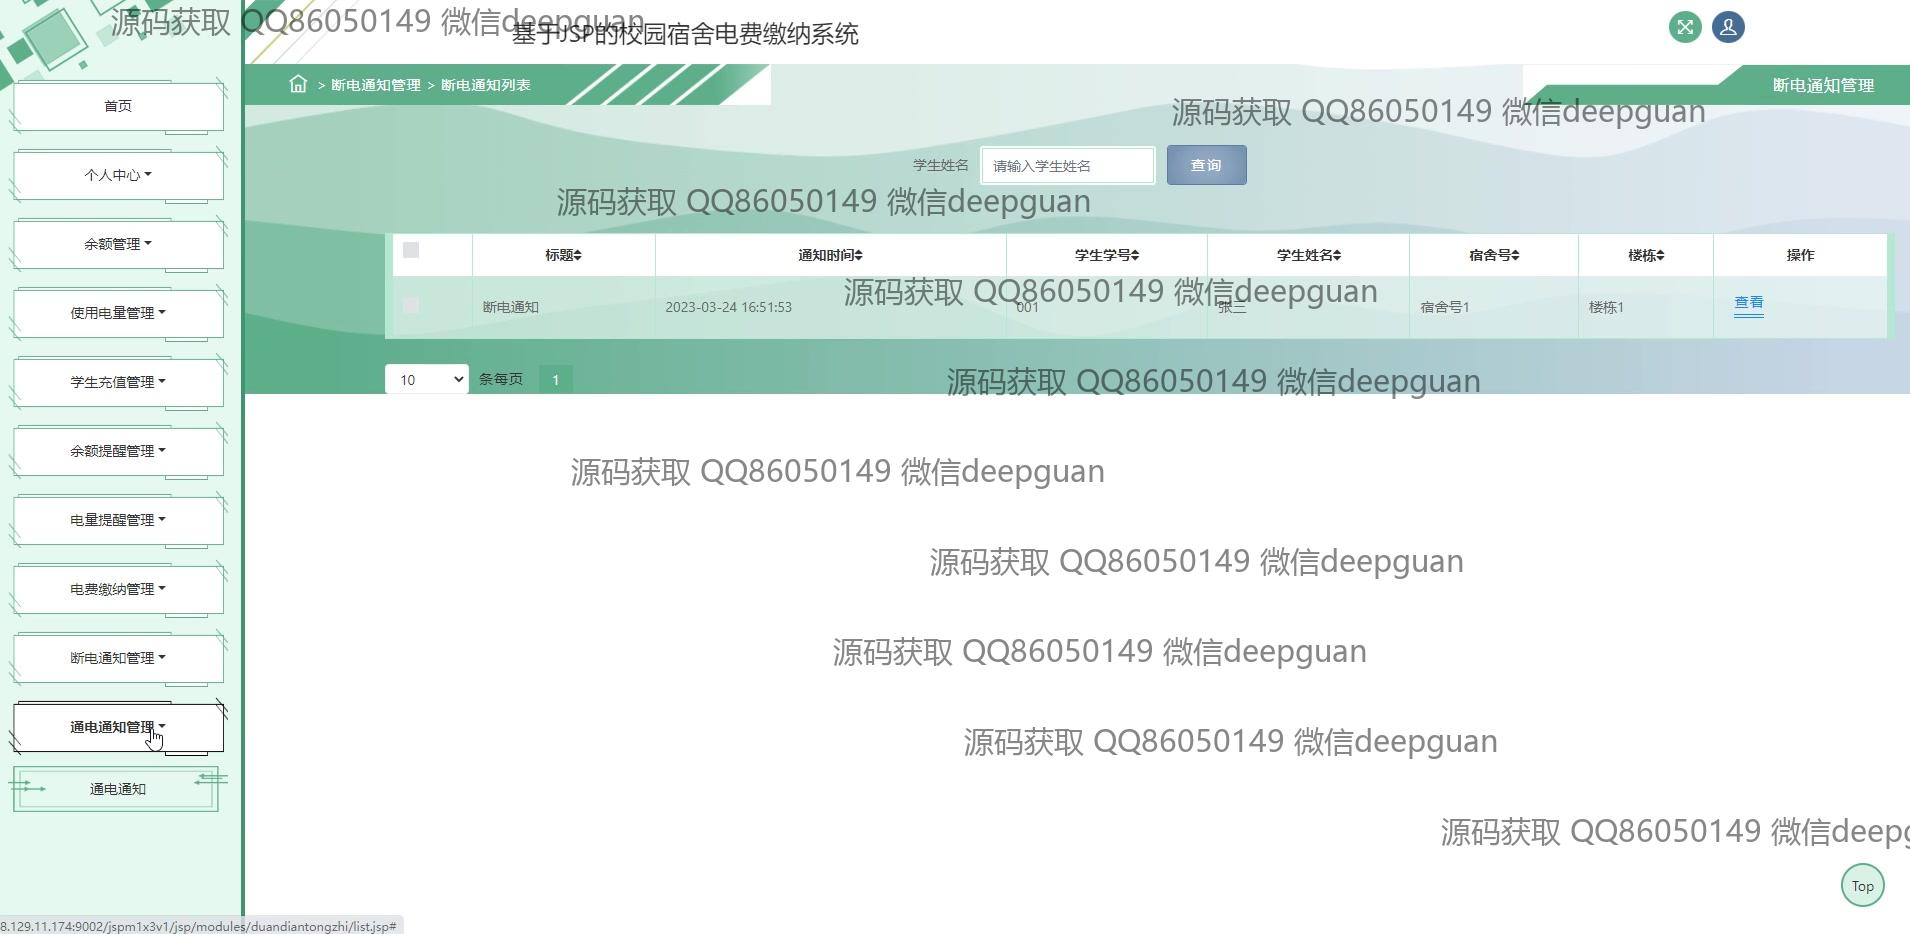 源码获取 QQ86050149 微信deepguan
基于JSP的校园宿舍电费缴纳系统
> 断电通知管理 > 断电通知列表
断电通知管理
首页
个人中心
余额管理
使用电量管理
学生充值管理
余额提醒管理
电量提醒管理
电费缴纳管理
断电通知管理
通电通知管理
通电通知
源码获取 QQ86050149 微信deepguan
学生姓名 请输入学生姓名 查询
源码获取 QQ86050149 微信deepguan
标题 通知时间 学生学号 学生姓名 宿舍号 楼栋 操作
源码获取 QQ86050149 微信deepguan
断电通知 2023-03-24 16:51:53 001 张三 宿舍号1 楼栋1 查看
10 条每页 1
源码获取 QQ86050149 微信deepguan
源码获取 QQ86050149 微信deepguan
源码获取 QQ86050149 微信deepguan
源码获取 QQ86050149 微信deepguan
源码获取 QQ86050149 微信deepguan
源码获取 QQ86050149 微信deepg
Top
8.129.11.174:9002/jspm1x3v1/jsp/modules/duandiantongzhi/list.jsp#